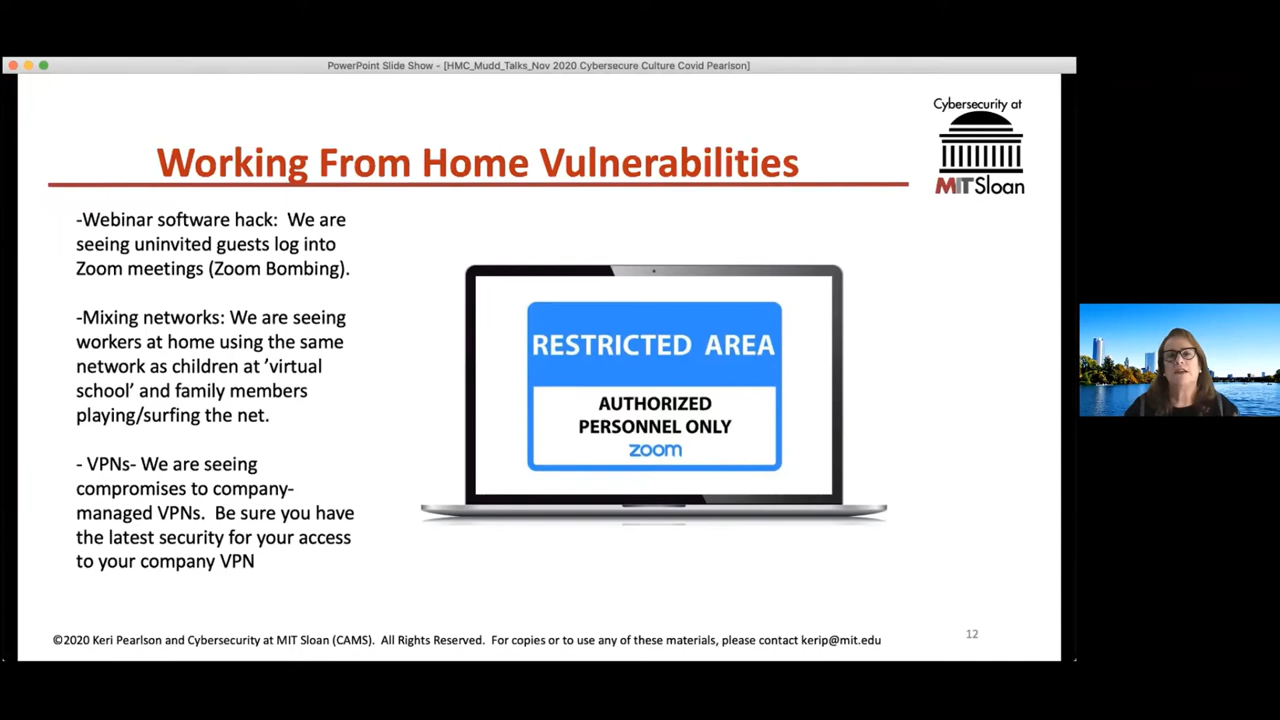 PowerPoint Slide Show - [HMC_Mudd_Talks_Nov 2020 Cybersecure Culture Covid Pearlson]
Cybersecurity at
MIT Sloan
Working From Home Vulnerabilities
-Webinar software hack:  We are
seeing uninvited guests log into
Zoom meetings (Zoom Bombing).
-Mixing networks: We are seeing
workers at home using the same
network as children at ’virtual
school’ and family members
playing/surfing the net.
- VPNs- We are seeing
compromises to company-
managed VPNs.  Be sure you have
the latest security for your access
to your company VPN
RESTRICTED AREA
AUTHORIZED
PERSONNEL ONLY
zoom
©2020 Keri Pearlson and Cybersecurity at MIT Sloan (CAMS).  All Rights Reserved.  For copies or to use any of these materials, please contact kerip@mit.edu
12